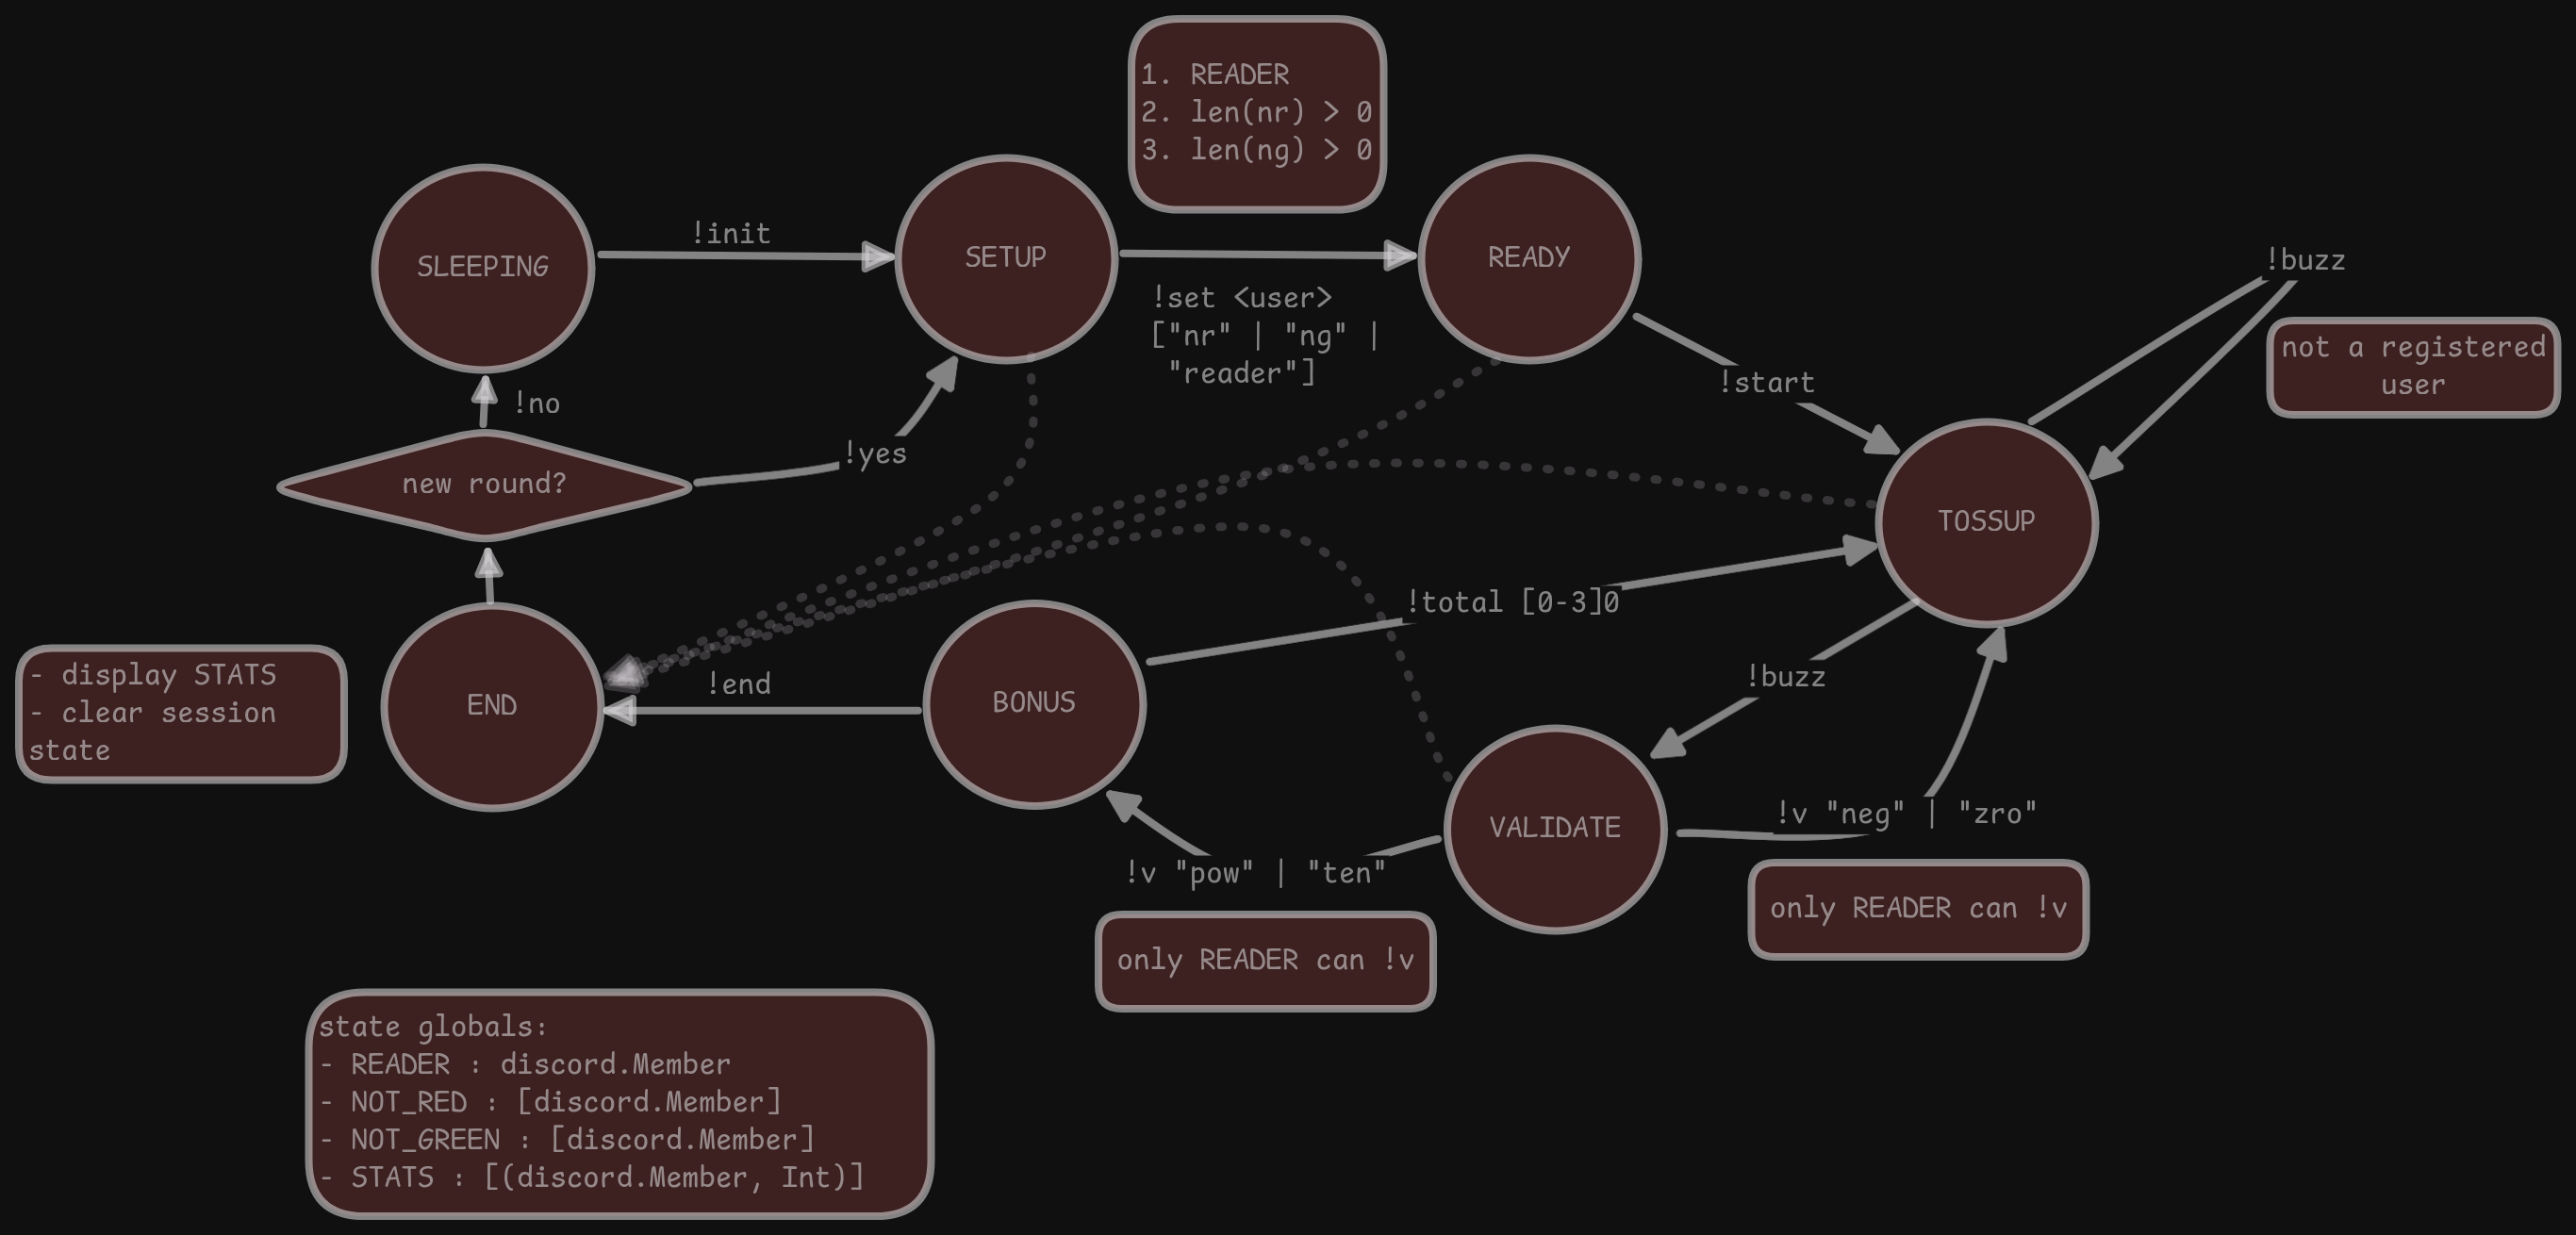 1. READER
2. len(nr) > 0
3. len(ng) > 0
SLEEPING
!init
SETUP
READY
!set <user>
["nr" | "ng" |
"reader"]
!buzz
not a registered
user
!start
!no
!yes
new round?
TOSSUP
!total [0-3]0
- display STATS
- clear session
state
END
!end
BONUS
!buzz
VALIDATE
!v "neg" | "zro"
!v "pow" | "ten"
only READER can !v
only READER can !v
state globals:
- READER : discord.Member
- NOT_RED : [discord.Member]
- NOT_GREEN : [discord.Member]
- STATS : [(discord.Member, Int)]